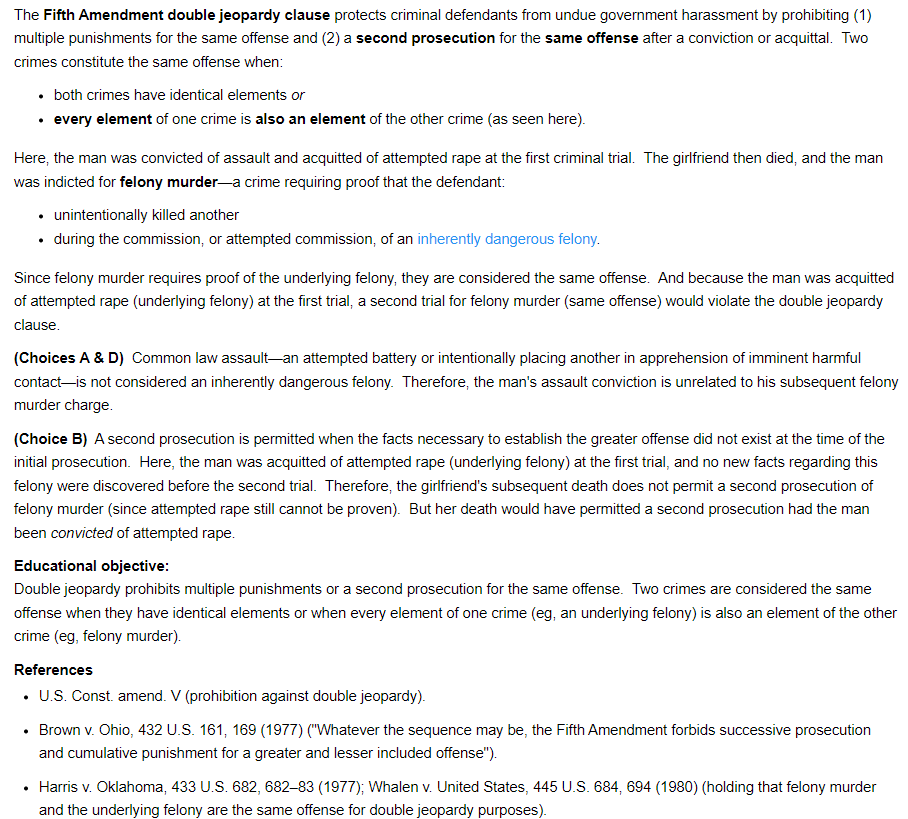 The Fifth Amendment double jeopardy clause protects criminal defendants from undue government harassment by prohibiting (1)
multiple punishments for the same offense and (2) a second prosecution for the same offense after a conviction or acquittal.  Two
crimes constitute the same offense when:
• both crimes have identical elements or
• every element of one crime is also an element of the other crime (as seen here).
Here, the man was convicted of assault and acquitted of attempted rape at the first criminal trial.  The girlfriend then died, and the man
was indicted for felony murder—a crime requiring proof that the defendant:
• unintentionally killed another
• during the commission, or attempted commission, of an inherently dangerous felony.
Since felony murder requires proof of the underlying felony, they are considered the same offense.  And because the man was acquitted
of attempted rape (underlying felony) at the first trial, a second trial for felony murder (same offense) would violate the double jeopardy
clause.
(Choices A & D)  Common law assault—an attempted battery or intentionally placing another in apprehension of imminent harmful
contact—is not considered an inherently dangerous felony.  Therefore, the man's assault conviction is unrelated to his subsequent felony
murder charge.
(Choice B)  A second prosecution is permitted when the facts necessary to establish the greater offense did not exist at the time of the
initial prosecution.  Here, the man was acquitted of attempted rape (underlying felony) at the first trial, and no new facts regarding this
felony were discovered before the second trial.  Therefore, the girlfriend's subsequent death does not permit a second prosecution of
felony murder (since attempted rape still cannot be proven).  But her death would have permitted a second prosecution had the man
been convicted of attempted rape.
Educational objective:
Double jeopardy prohibits multiple punishments or a second prosecution for the same offense.  Two crimes are considered the same
offense when they have identical elements or when every element of one crime (eg, an underlying felony) is also an element of the other
crime (eg, felony murder).
References
• U.S. Const. amend. V (prohibition against double jeopardy).
• Brown v. Ohio, 432 U.S. 161, 169 (1977) ("Whatever the sequence may be, the Fifth Amendment forbids successive prosecution
and cumulative punishment for a greater and lesser included offense").
• Harris v. Oklahoma, 433 U.S. 682, 682–83 (1977); Whalen v. United States, 445 U.S. 684, 694 (1980) (holding that felony murder
and the underlying felony are the same offense for double jeopardy purposes).